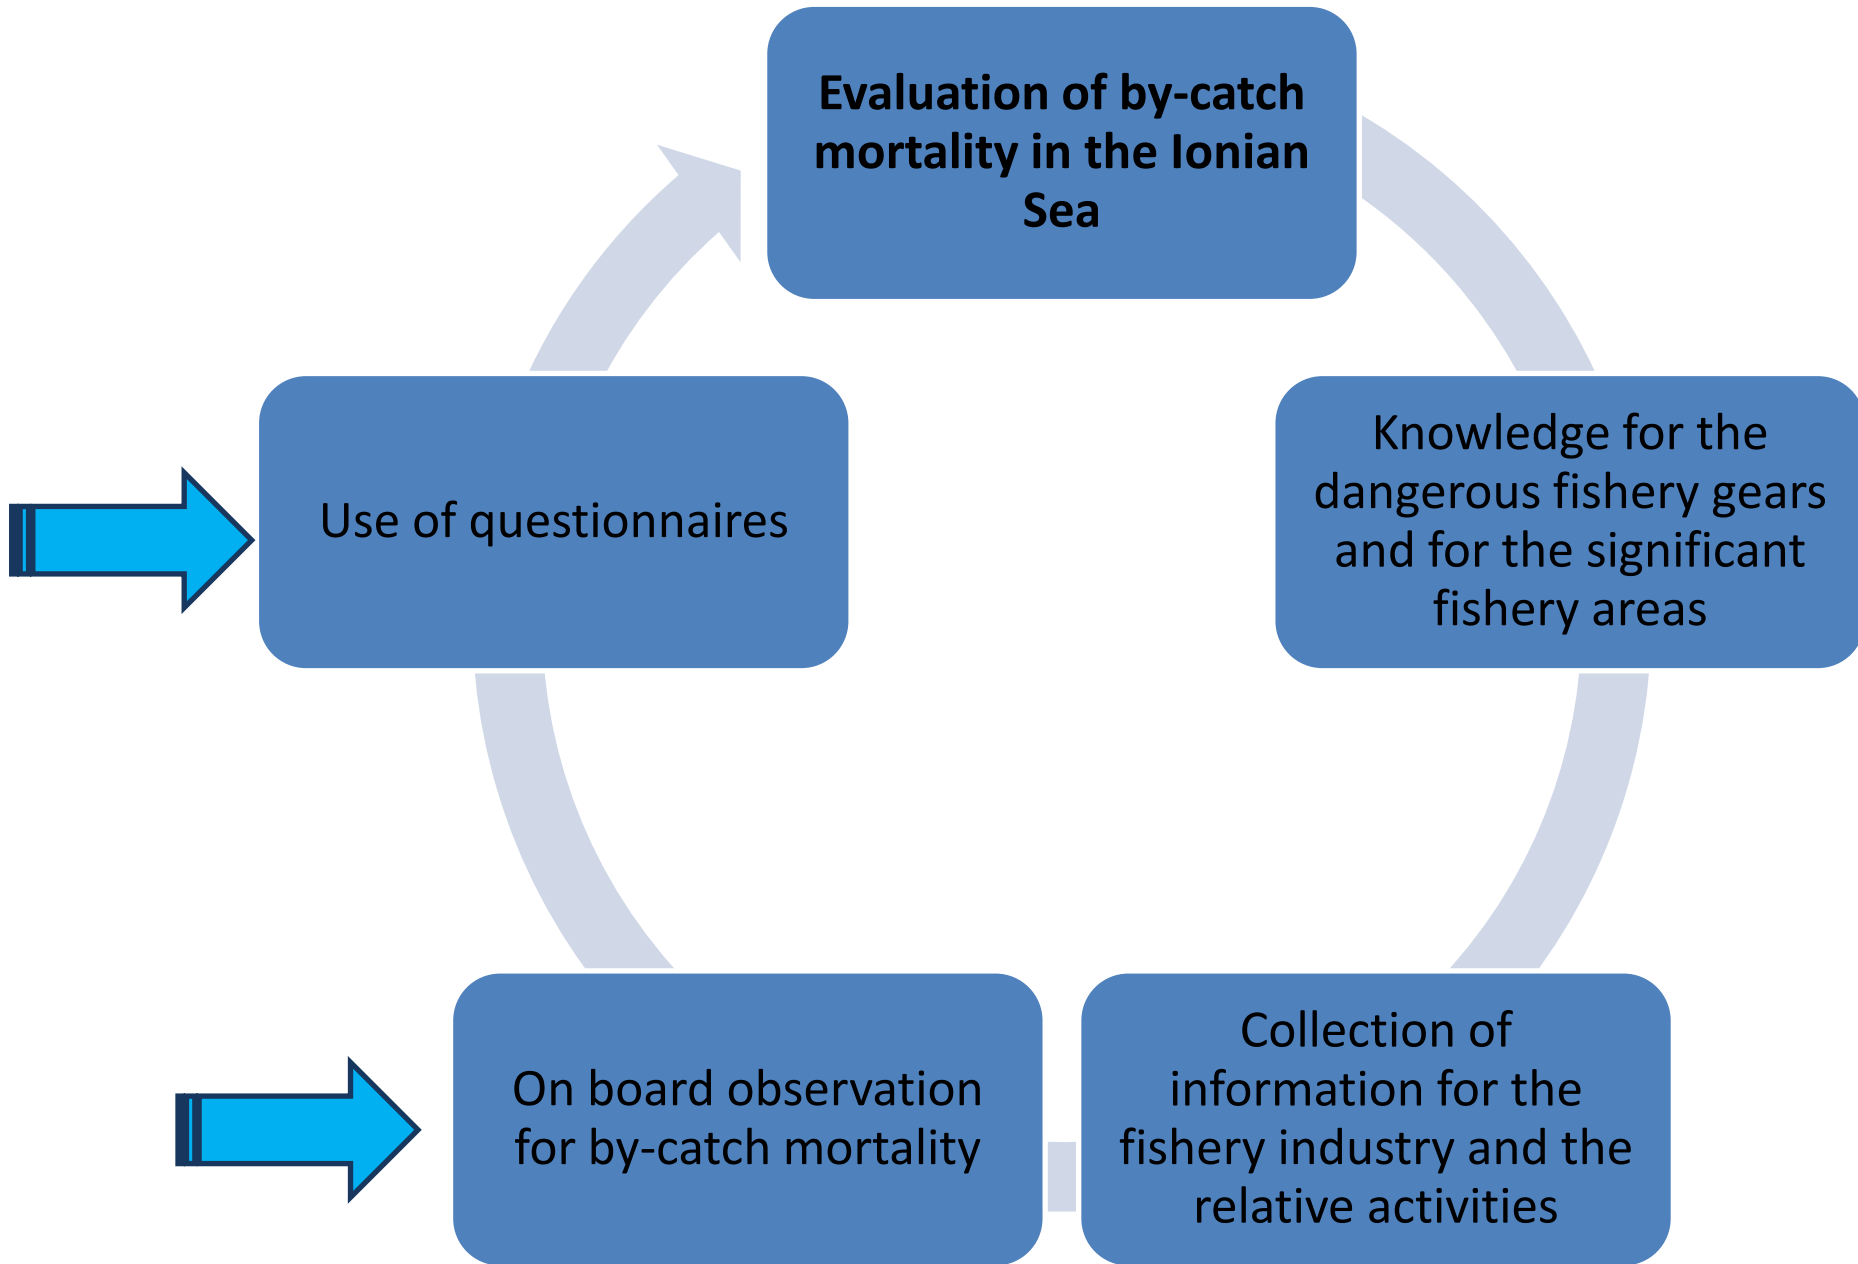 Evaluation of by-catch
mortality in the Ionian
Sea
Knowledge for the
dangerous fishery gears
and for the significant
fishery areas
Collection of
information for the
fishery industry and the
relative activities
On board observation
for by-catch mortality
Use of questionnaires